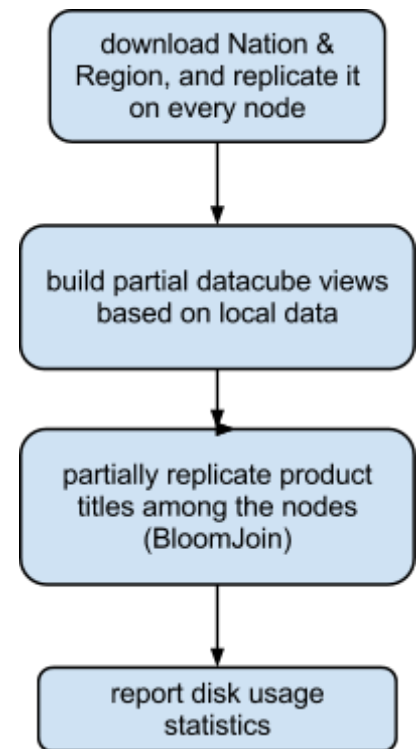 download Nation &
Region, and replicate it
on every node
build partial datacube views
based on local data
partially replicate product
titles among the nodes
(BloomJoin)
report disk usage
statistics